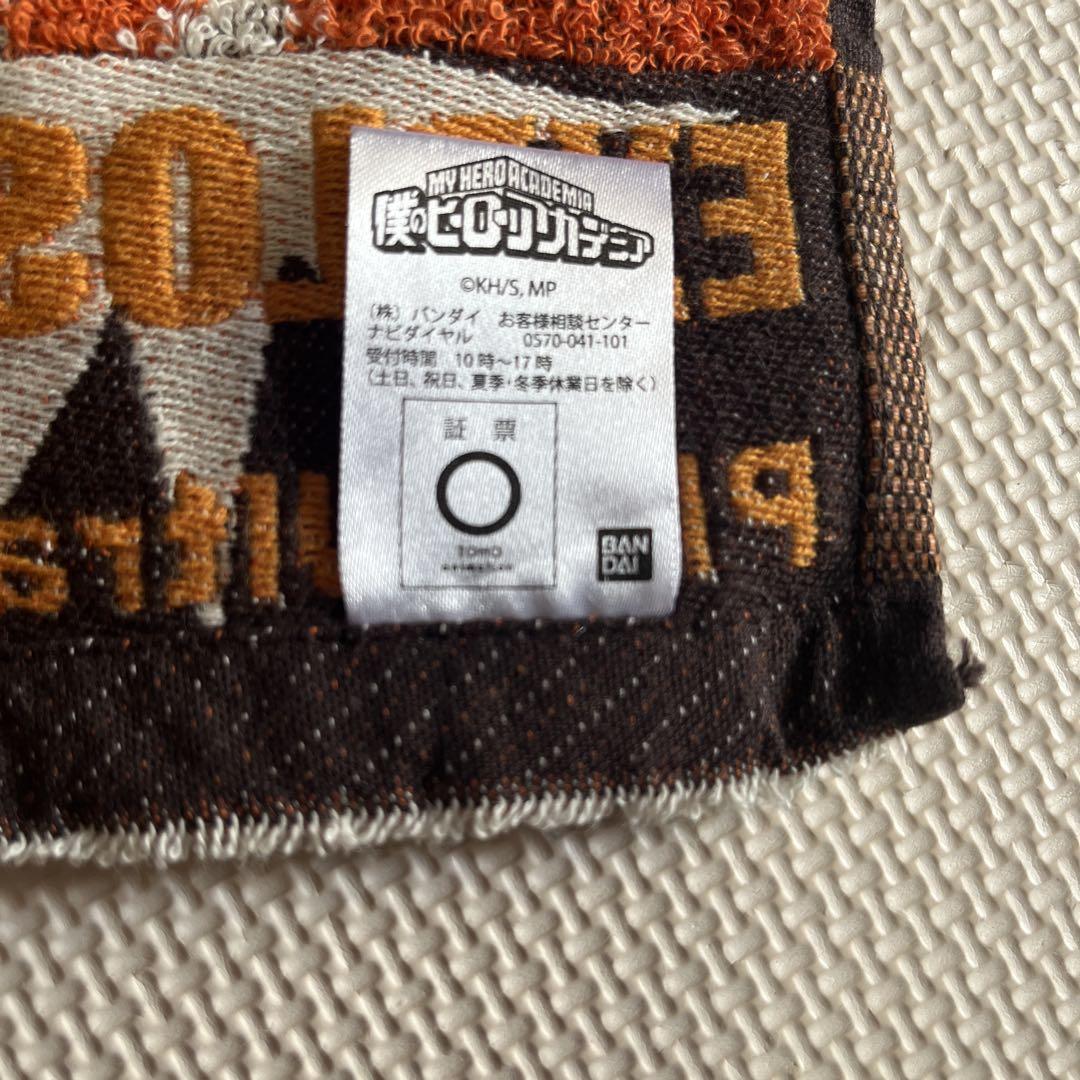 MY HERO ACADEMIA
僕のヒーローアカデミア
©KH/S, MP
（株）バンダイ お客様相談センター
ナビダイヤル 0570-041-101
受付時間 10時～17時
（土日、祝日、夏季・冬季休業日を除く）
証 票
TOHO
BAN
DAI